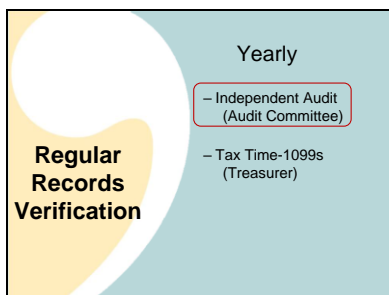 Yearly
– Independent Audit
(Audit Committee)
– Tax Time-1099s
(Treasurer)
Regular
Records
Verification